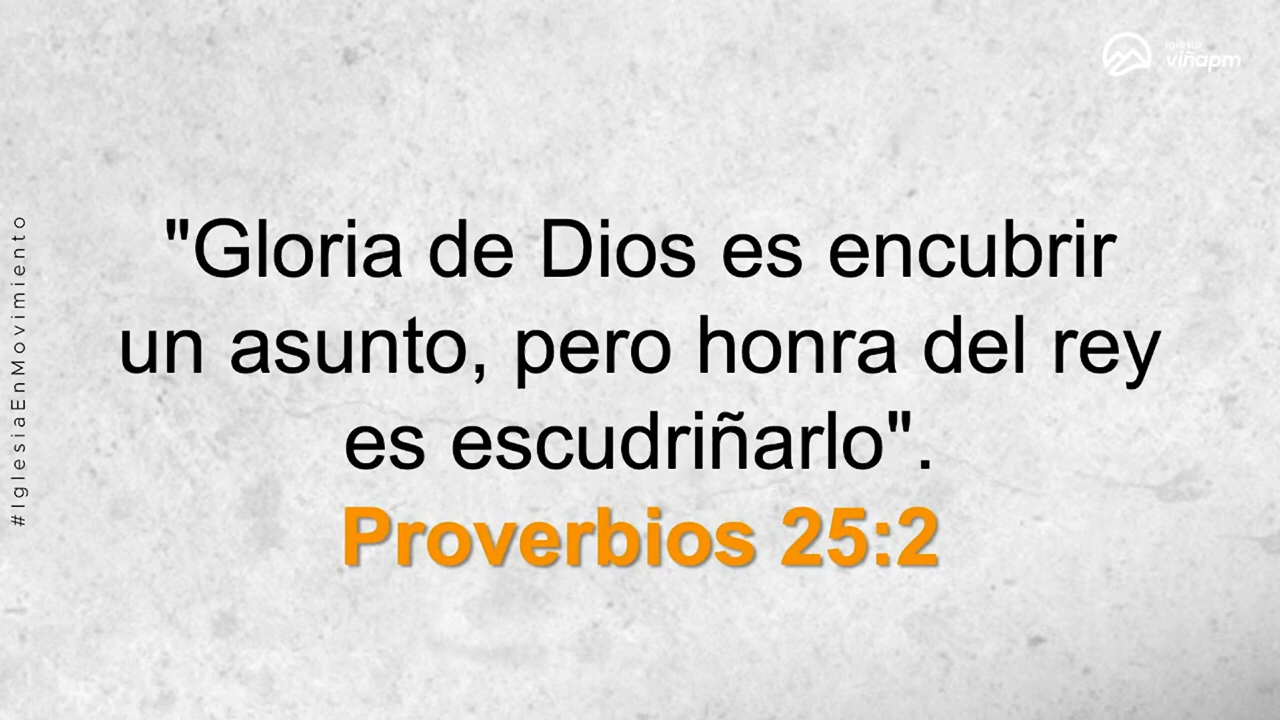 iglesia
viñapm
#IglesiaEnMovimiento
"Gloria de Dios es encubrir
un asunto, pero honra del rey
es escudriñarlo".
Proverbios 25:2